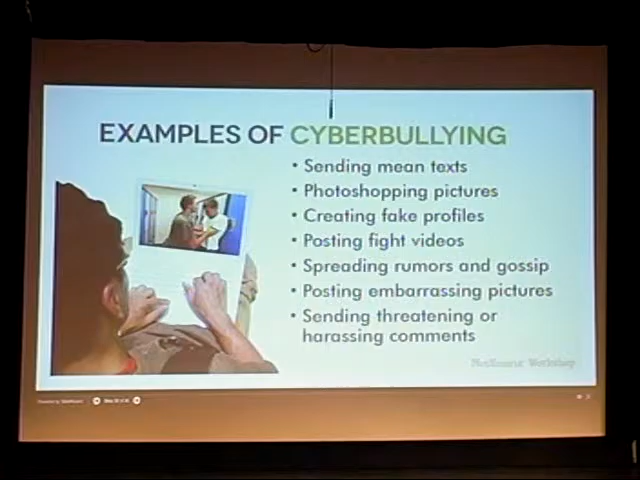 EXAMPLES OF CYBERBULLYING
• Sending mean texts
• Photoshopping pictures
• Creating fake profiles
• Posting fight videos
• Spreading rumors and gossip
• Posting embarrassing pictures
• Sending threatening or
harassing comments
Workshop